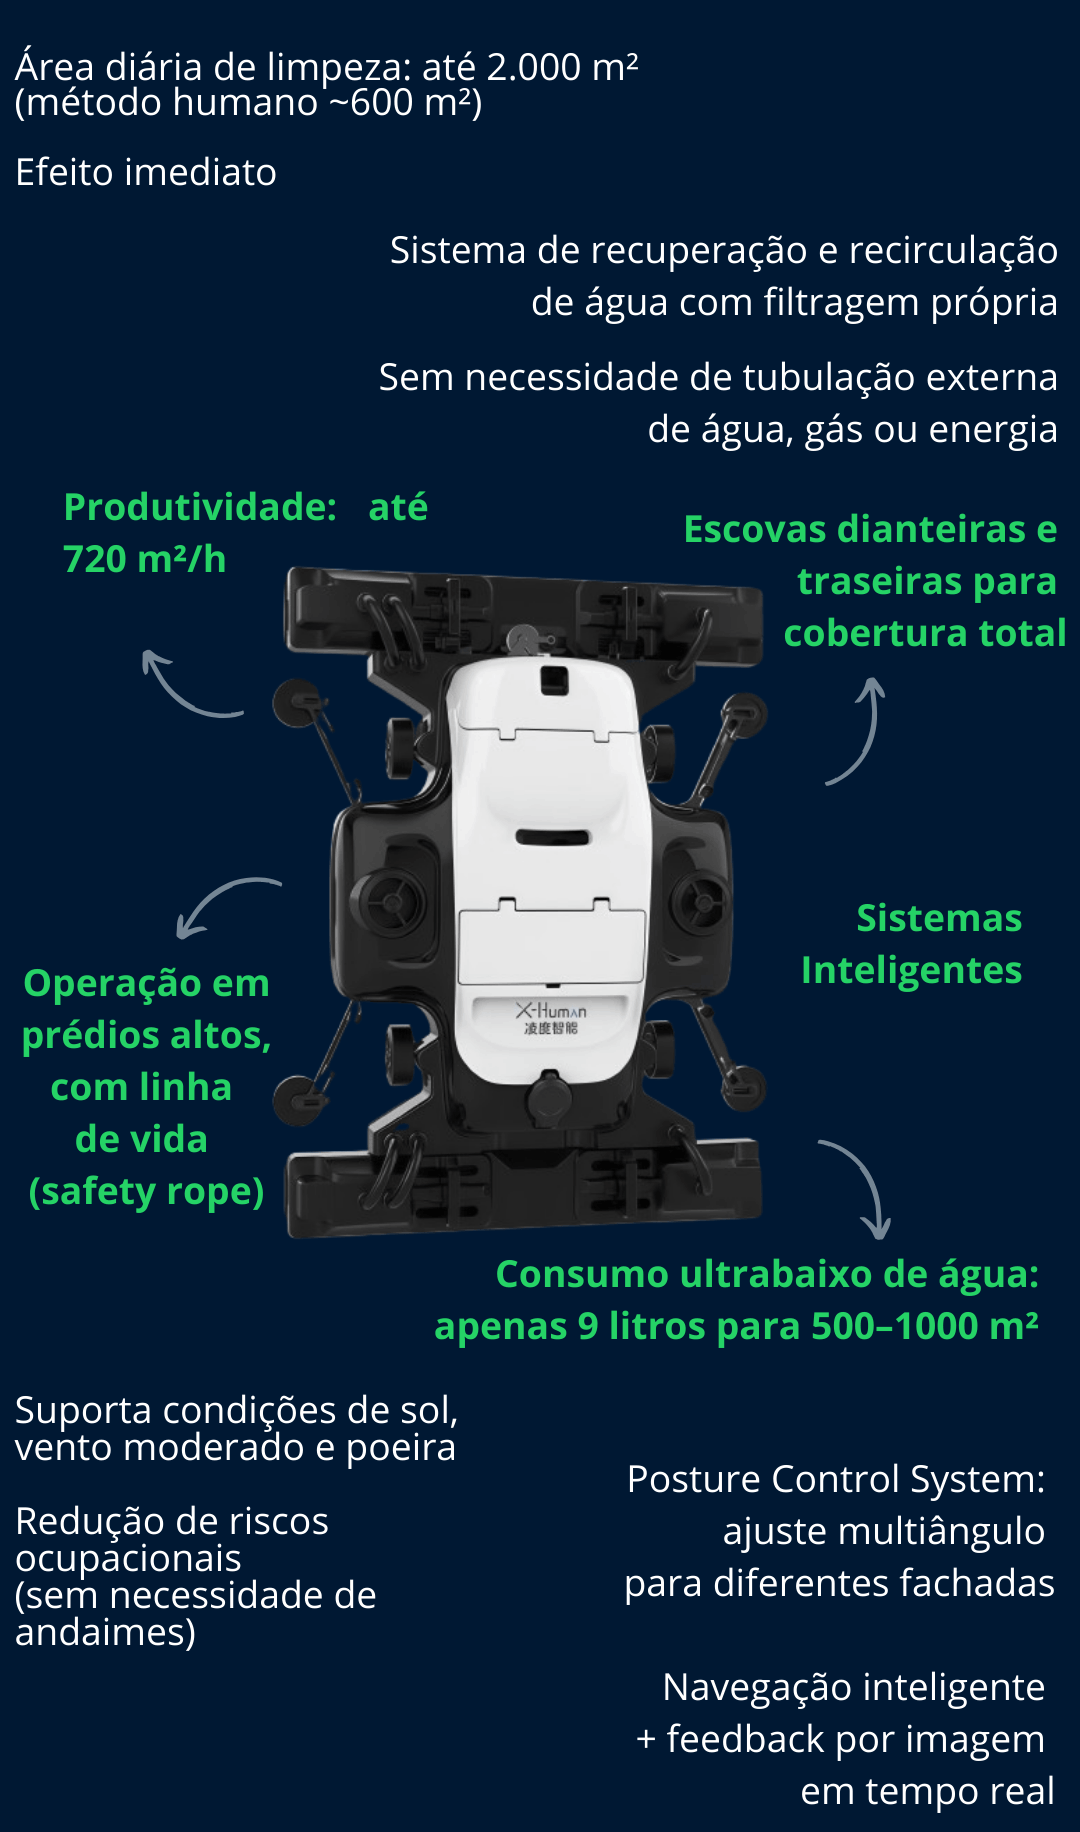 Área diária de limpeza: até 2.000 m²
(método humano ~600 m²)
Efeito imediato
Sistema de recuperação e recirculação
de água com filtragem própria
Sem necessidade de tubulação externa
de água, gás ou energia
Produtividade: até
720 m²/h
Escovas dianteiras e
traseiras para
cobertura total
Operação em
prédios altos,
com linha
de vida
(safety rope)
Sistemas
Inteligentes
X-Human
凌度智能
Consumo ultrabaixo de água:
apenas 9 litros para 500–1000 m²
Suporta condições de sol,
vento moderado e poeira
Redução de riscos
ocupacionais
(sem necessidade de
andaimes)
Posture Control System:
ajuste multiângulo
para diferentes fachadas
Navegação inteligente
+ feedback por imagem
em tempo real